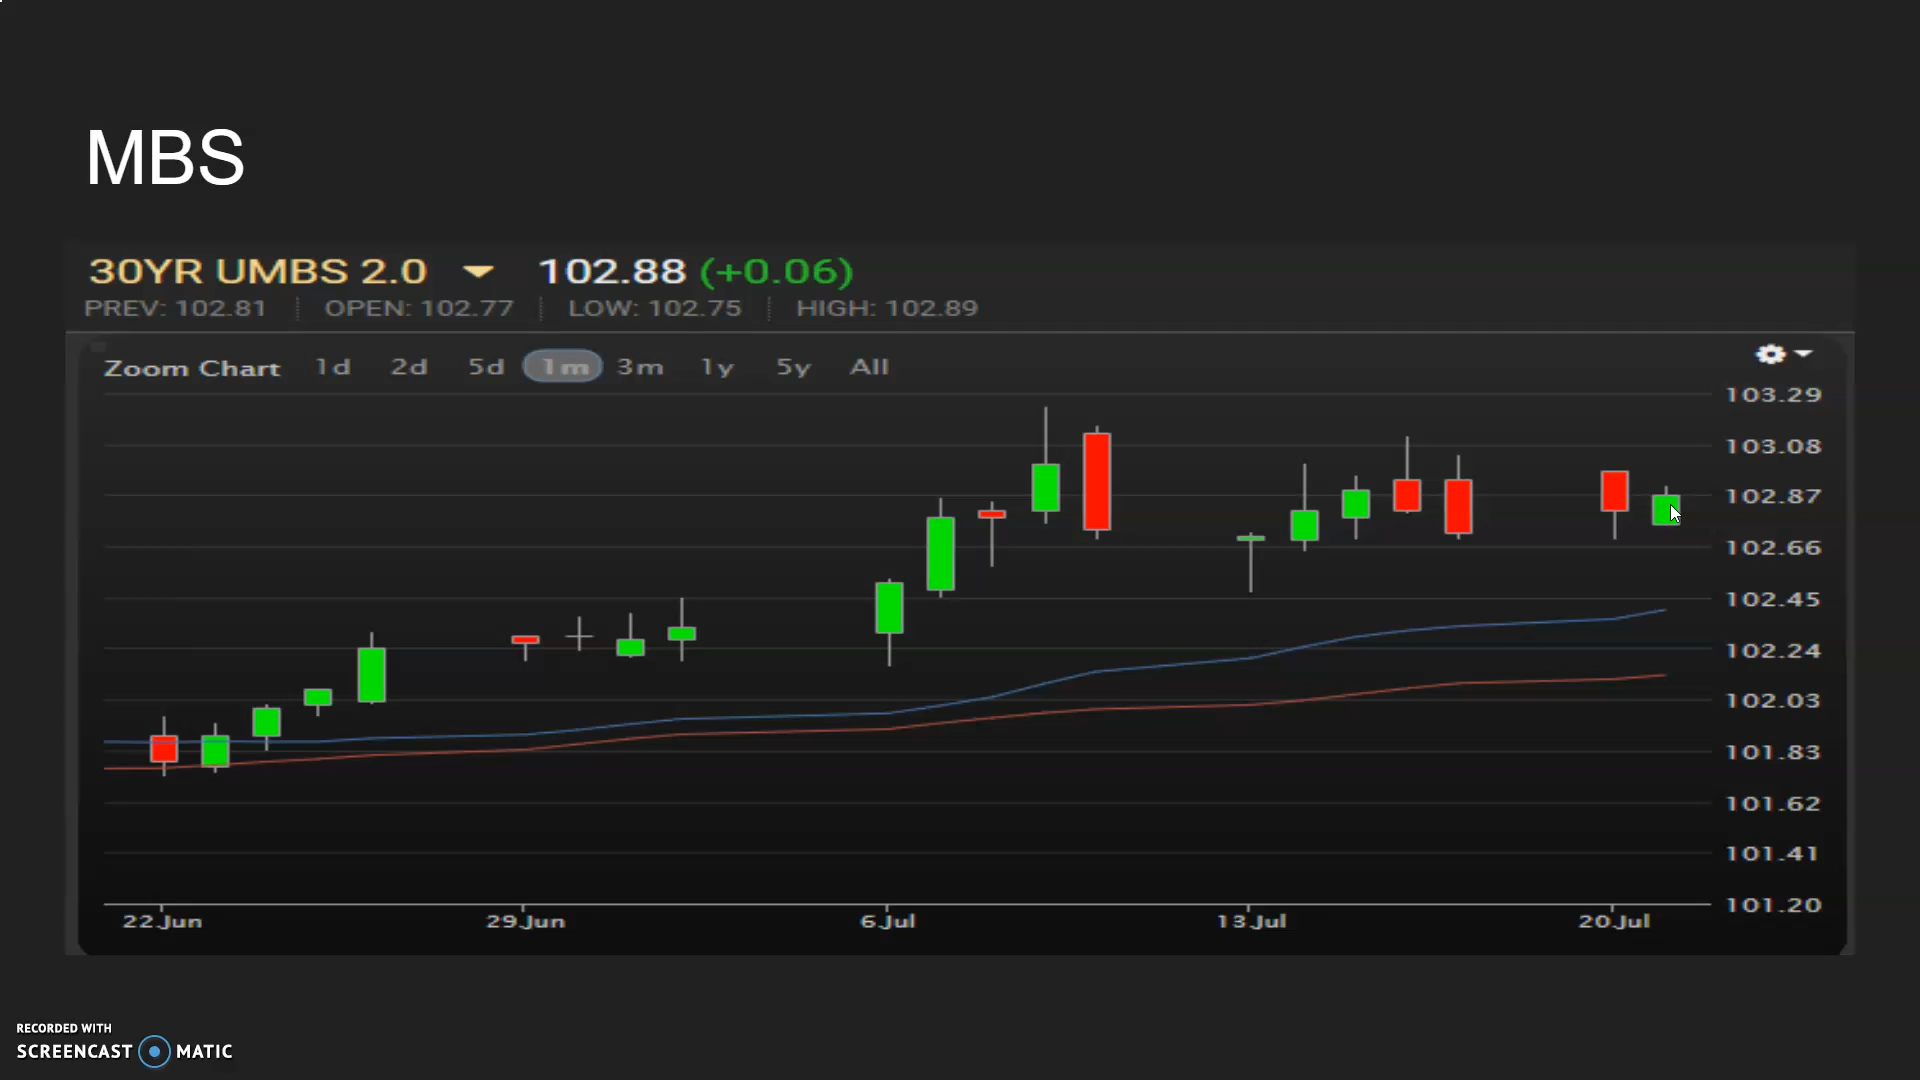 MBS
30YR UMBS 2.0 102.88 (+0.06)
PREV: 102.81 OPEN: 102.77 LOW: 102.75 HIGH: 102.89
Zoom Chart 1d 2d 5d 1m 3m 1y 5y All
103.29
103.08
102.87
102.66
102.45
102.24
102.03
101.83
101.62
101.41
101.20
22.Jun 29.Jun 6.Jul 13.Jul 20.Jul
RECORDED WITH
SCREENCAST MATIC